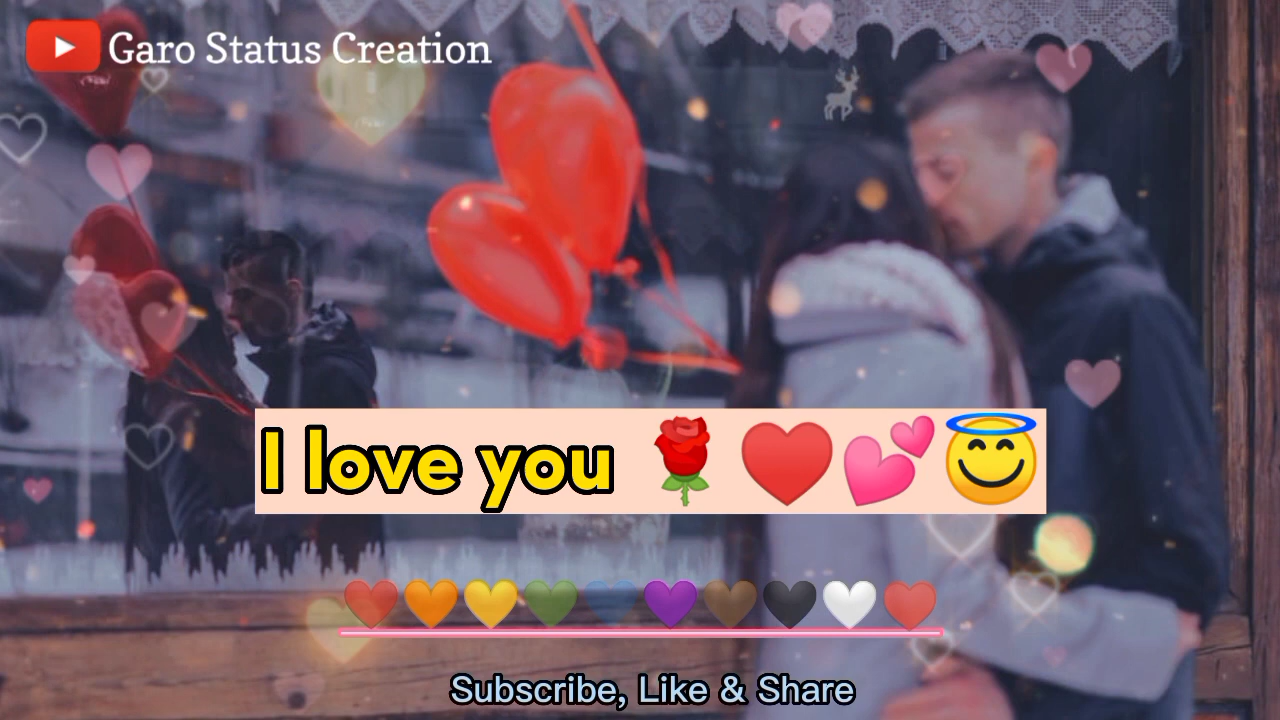 Garo Status Creation
I love you 🌹❤️💕😇
🧡💛💚💙💜🤎🖤🤍❤️
Subscribe, Like & Share